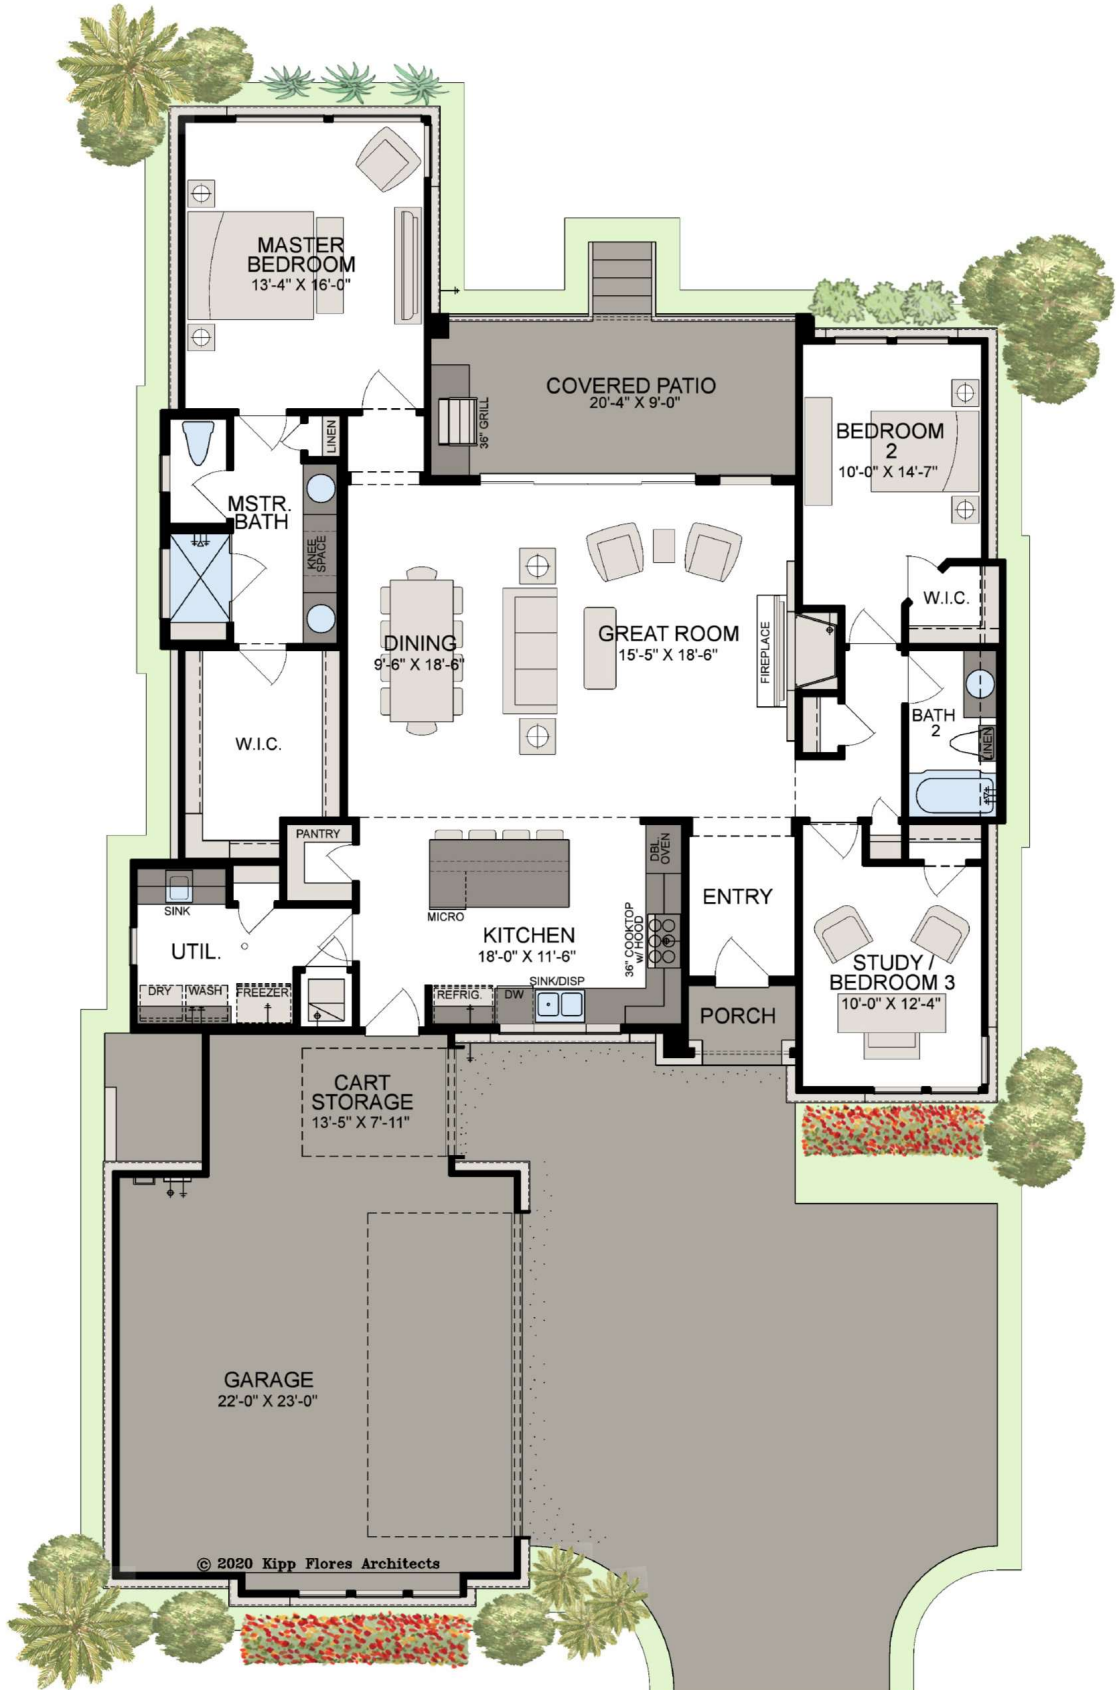 MASTER
BEDROOM
13'-4" X 16'-0"
COVERED PATIO
20'-4" X 9'-0"
36" GRILL
BEDROOM
2
10'-0" X 14'-7"
LINEN
MSTR.
BATH
KNEE
SPACE
W.I.C.
DINING
9'-6" X 18'-6"
GREAT ROOM
15'-5" X 18'-6"
FIREPLACE
BATH
2
LINEN
W.I.C.
PANTRY
DBL.
OVEN
MICRO
KITCHEN
18'-0" X 11'-6"
36" COOKTOP
w/ HOOD
ENTRY
SINK
UTIL.
DRY
WASH
FREEZER
REFRIG.
DW
SINK/DISP
STUDY /
BEDROOM 3
10'-0" X 12'-4"
PORCH
CART
STORAGE
13'-5" X 7'-11"
GARAGE
22'-0" X 23'-0"
© 2020 Kipp Flores Architects